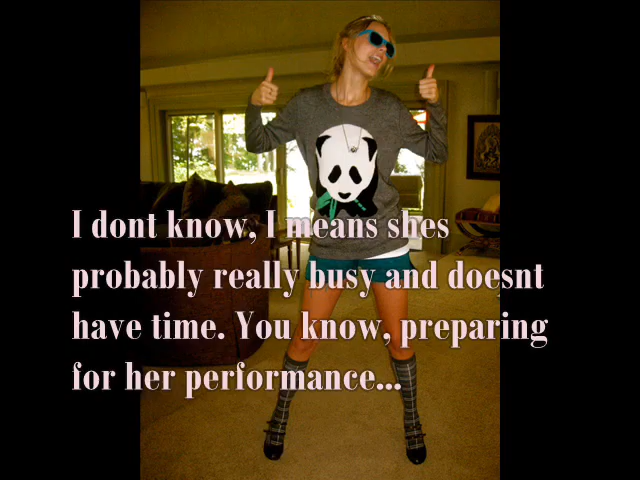 I dont know, I means shes
probably really busy and doesnt
have time. You know, preparing
for her performance...